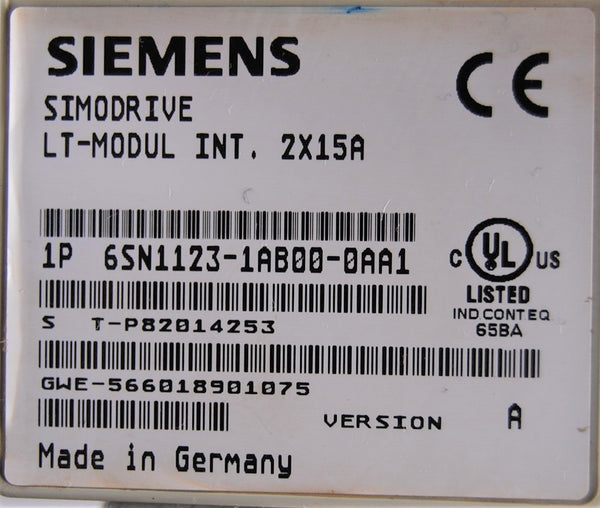 SIEMENS
CE
SIMODRIVE
LT-MODUL INT. 2X15A
1P 6SN1123-1AB00-0AA1
C UL US
LISTED
IND.CONT.EQ
65BA
S T-P82014253
GWE-566018901075
VERSION A
Made in Germany